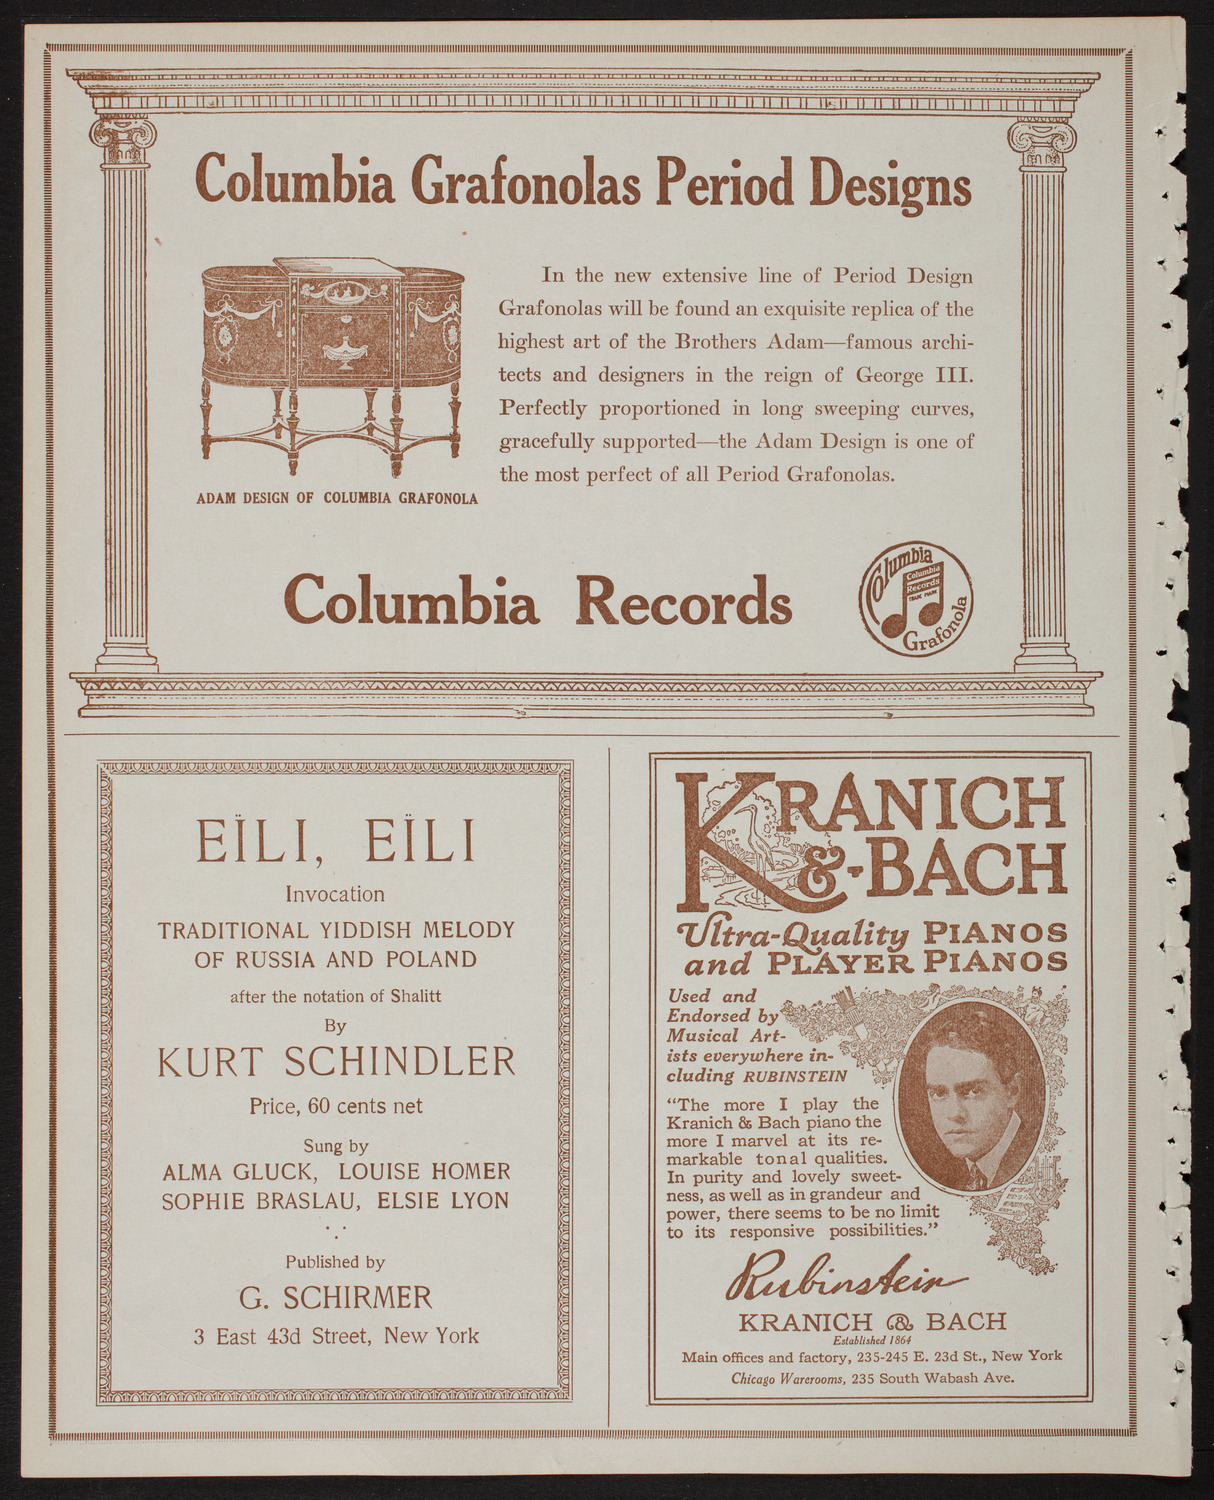 Columbia Grafonolas Period Designs
In the new extensive line of Period Design
Grafonolas will be found an exquisite replica of the
highest art of the Brothers Adam—famous archi-
tects and designers in the reign of George III.
Perfectly proportioned in long sweeping curves,
gracefully supported—the Adam Design is one of
the most perfect of all Period Grafonolas.
ADAM DESIGN OF COLUMBIA GRAFONOLA
Columbia Records
Columbia
Columbia
Records
TRADE MARK
Grafonola
EÏLI, EÏLI
Invocation
TRADITIONAL YIDDISH MELODY
OF RUSSIA AND POLAND
after the notation of Shalitt
By
KURT SCHINDLER
Price, 60 cents net
Sung by
ALMA GLUCK, LOUISE HOMER
SOPHIE BRASLAU, ELSIE LYON
Published by
G. SCHIRMER
3 East 43d Street, New York
KRANICH
&-BACH
Ultra-Quality PIANOS
and PLAYER PIANOS
Used and
Endorsed by
Musical Art-
ists everywhere in-
cluding RUBINSTEIN
“The more I play the
Kranich & Bach piano the
more I marvel at its re-
markable tonal qualities.
In purity and lovely sweet-
ness, as well as in grandeur and
power, there seems to be no limit
to its responsive possibilities.”
Rubinstein
KRANICH & BACH
Established 1864
Main offices and factory, 235-245 E. 23d St., New York
Chicago Warerooms, 235 South Wabash Ave.